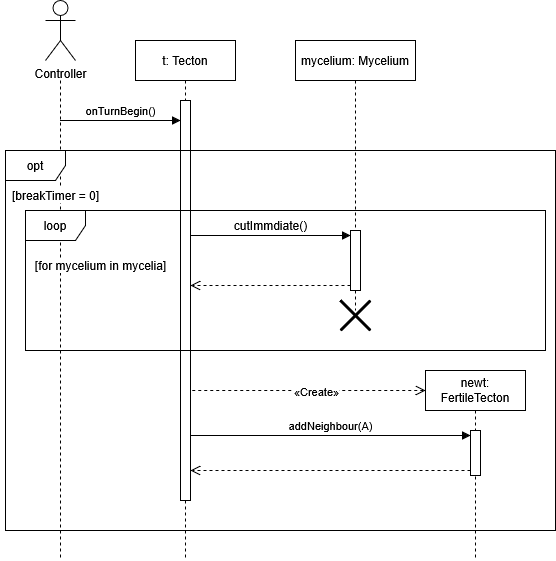 Controller
t: Tecton
mycelium: Mycelium
onTurnBegin()
opt
[breakTimer = 0]
loop
cutImmdiate()
[for mycelium in mycelia]
«Create»
newt:
FertileTecton
addNeighbour(A)